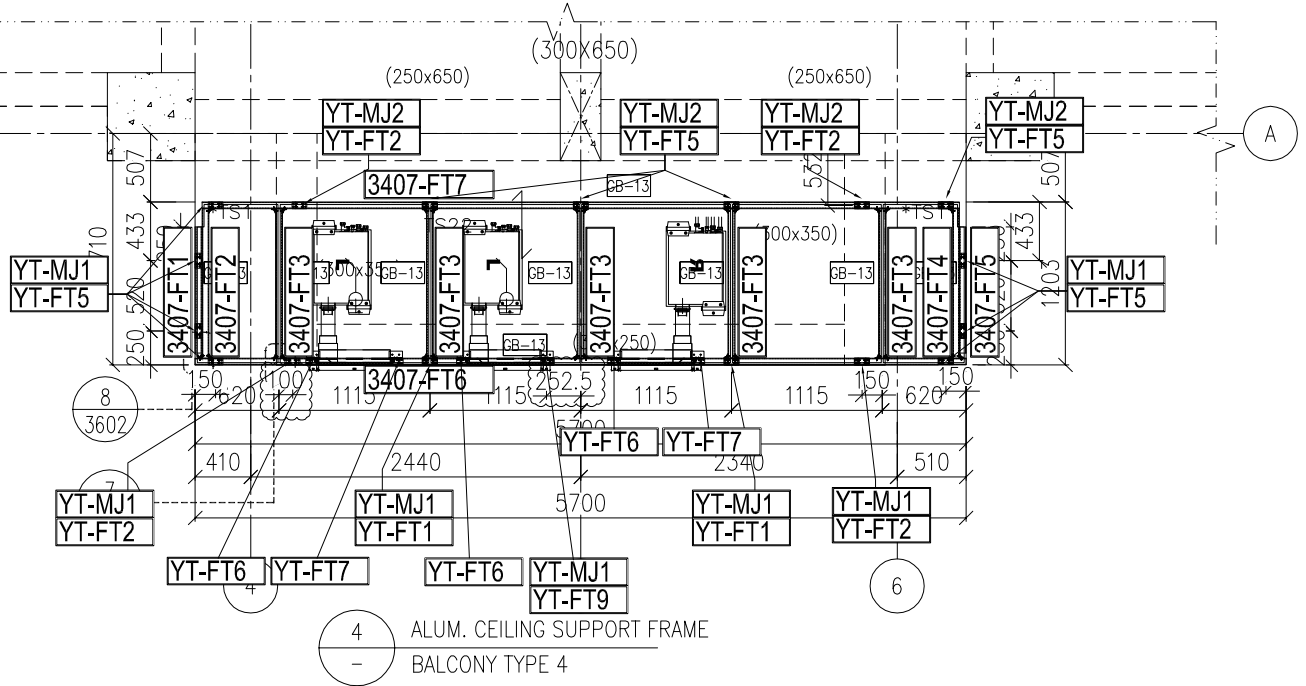 (300X650)
(250x650)
(250x650)
YT-MJ2
YT-FT2
YT-MJ2
YT-FT5
YT-MJ2
YT-FT2
YT-MJ2
YT-FT5
A
507
532
507
3407-FT7
GB-13
433
710
(300x350)
433
YT-MJ1
YT-FT5
3407-FT1
3407-FT2
3407-FT3
GB-13
3407-FT3
GB-13
3407-FT3
GB-13
3407-FT3
GB-13
3407-FT3
3407-FT4
3407-FT5
YT-MJ1
YT-FT5
520
1203
250
GB-13
150
100
3407-FT6
252.5
150
150
620
1115
1115
1115
1115
620
8
3602
5700
YT-FT6
YT-FT7
410
2440
2340
510
7
5700
YT-MJ1
YT-FT2
YT-MJ1
YT-FT1
YT-MJ1
YT-FT1
YT-MJ1
YT-FT2
YT-FT6
YT-FT7
YT-FT6
YT-MJ1
YT-FT9
4
6
4
-
ALUM. CEILING SUPPORT FRAME
BALCONY TYPE 4